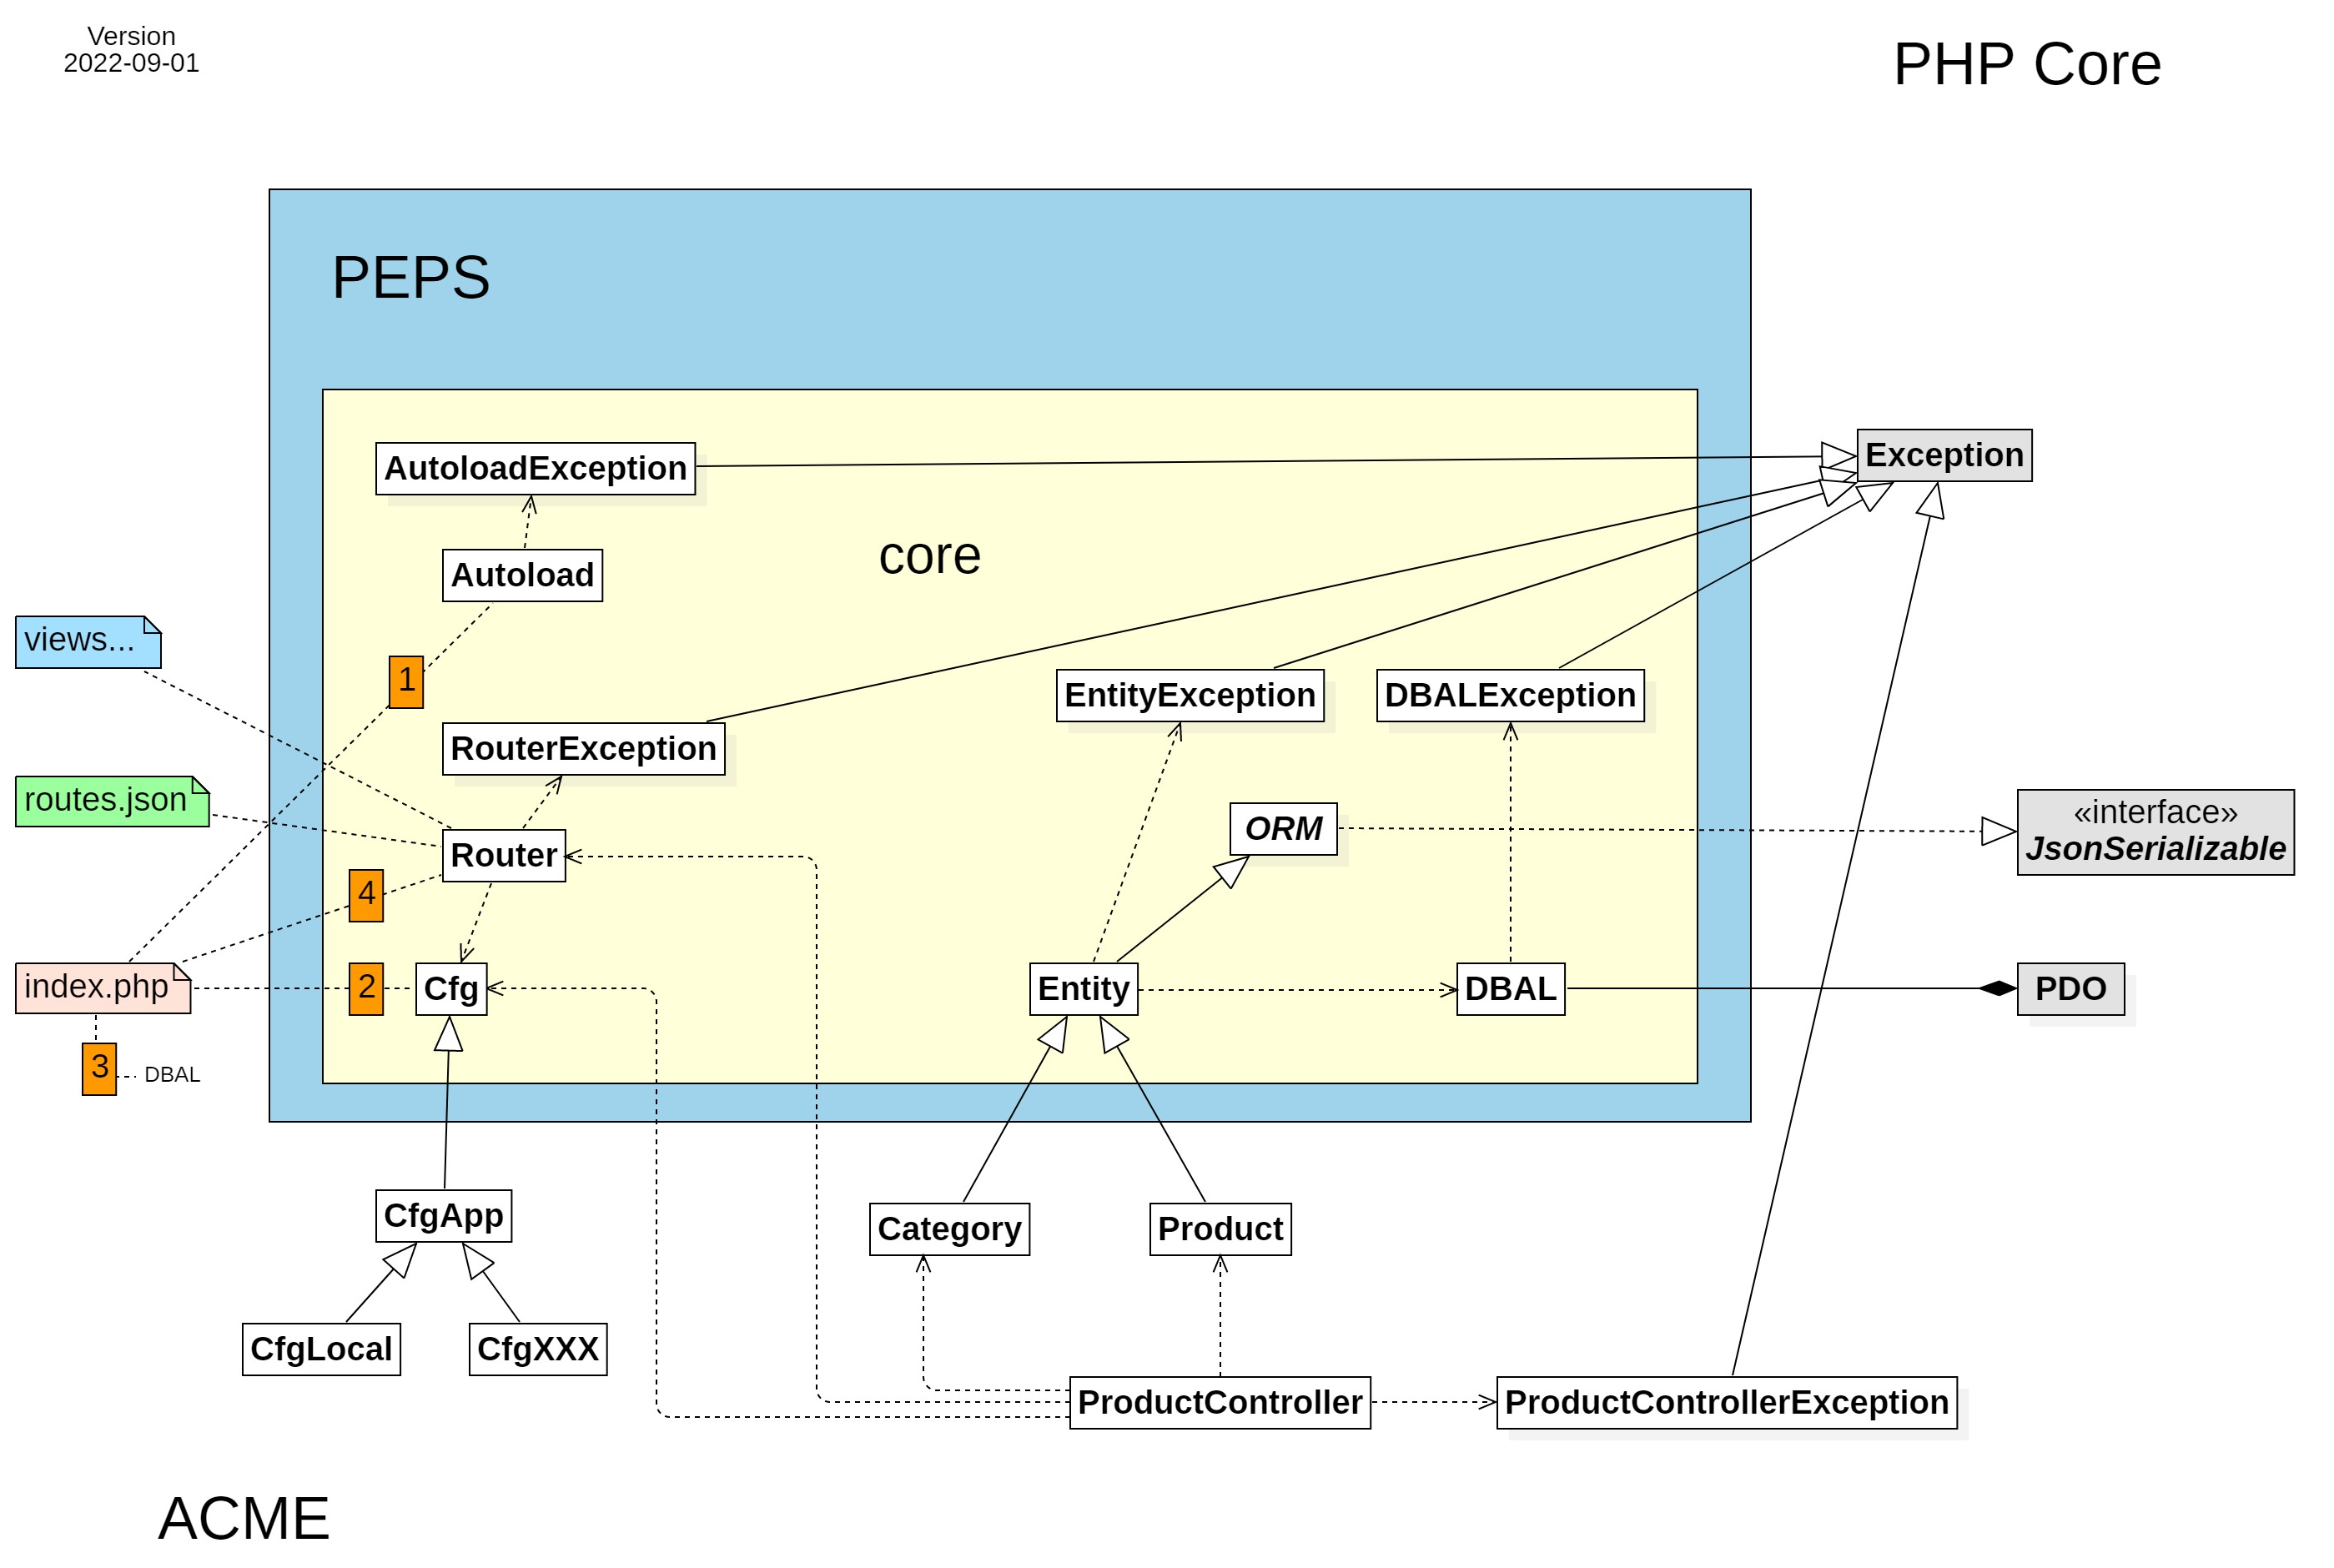 Version
2022-09-01
PHP Core
PEPS
AutoloadException
Exception
core
Autoload
views...
1
EntityException
DBALException
RouterException
routes.json
ORM
«interface»
JsonSerializable
Router
4
index.php
2
Cfg
Entity
DBAL
PDO
3
DBAL
CfgApp
Category
Product
CfgLocal
CfgXXX
ProductController
ProductControllerException
ACME